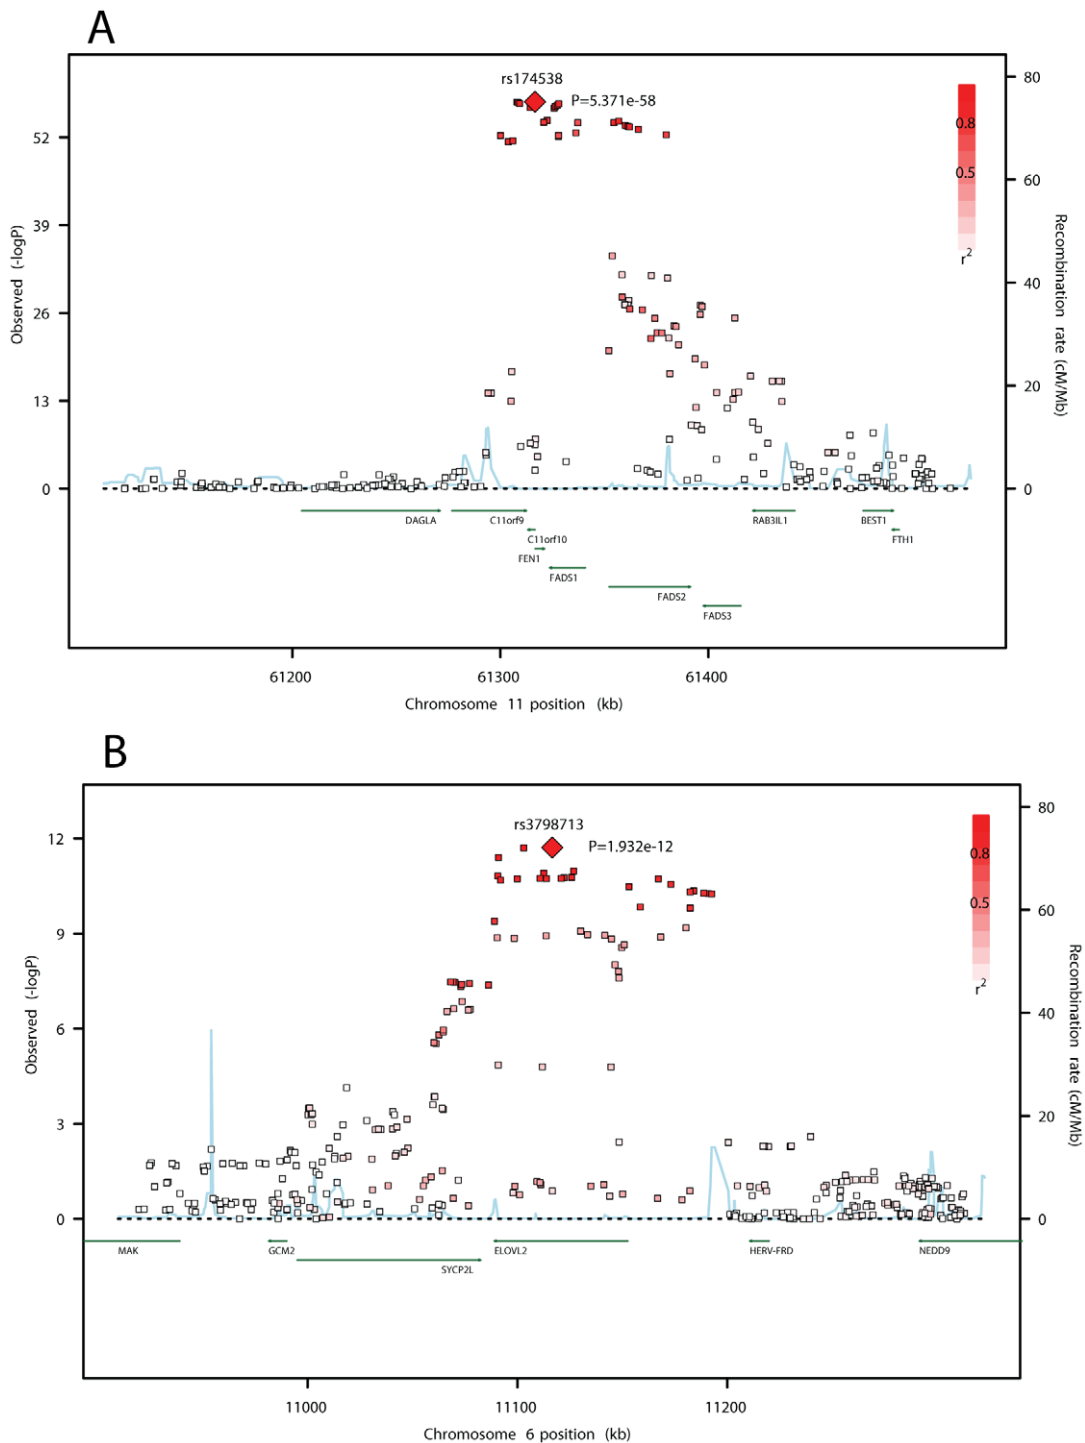 A
rs174538
P=5.371e-58
80
0.8
52
60
0.5
39
r2
40
26
20
13
0
0
Observed (-logP)
Recombination rate (cM/Mb)
DAGLA
C11orf9
RAB3IL1
BEST1
C11orf10
FTH1
FEN1
FADS1
FADS2
FADS3
61200
61300
61400
Chromosome 11 position (kb)
B
rs3798713
P=1.932e-12
80
12
0.8
60
0.5
9
r2
40
6
20
3
0
0
Observed (-logP)
Recombination rate (cM/Mb)
MAK
GCM2
ELOVL2
HERV-FRD
NEDD9
SYCP2L
11000
11100
11200
Chromosome 6 position (kb)